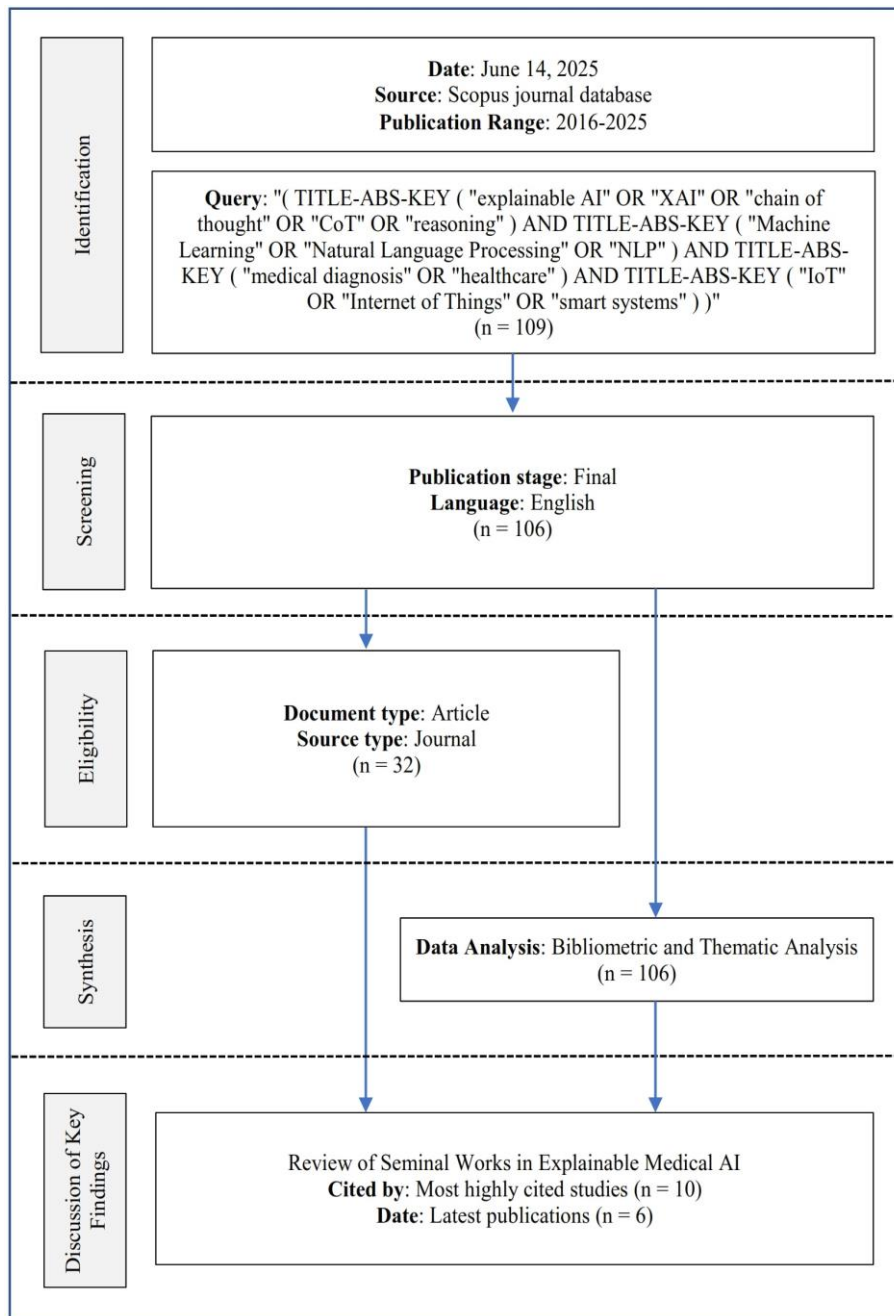 Identification
Date: June 14, 2025
Source: Scopus journal database
Publication Range: 2016-2025
Query: "( TITLE-ABS-KEY ( "explainable AI" OR "XAI" OR "chain of
thought" OR "CoT" OR "reasoning" ) AND TITLE-ABS-KEY ( "Machine
Learning" OR "Natural Language Processing" OR "NLP" ) AND TITLE-ABS-
KEY ( "medical diagnosis" OR "healthcare" ) AND TITLE-ABS-KEY ( "IoT"
OR "Internet of Things" OR "smart systems" ) )"
(n = 109)
Screening
Publication stage: Final
Language: English
(n = 106)
Eligibility
Document type: Article
Source type: Journal
(n = 32)
Synthesis
Data Analysis: Bibliometric and Thematic Analysis
(n = 106)
Discussion of Key
Findings
Review of Seminal Works in Explainable Medical AI
Cited by: Most highly cited studies (n = 10)
Date: Latest publications (n = 6)